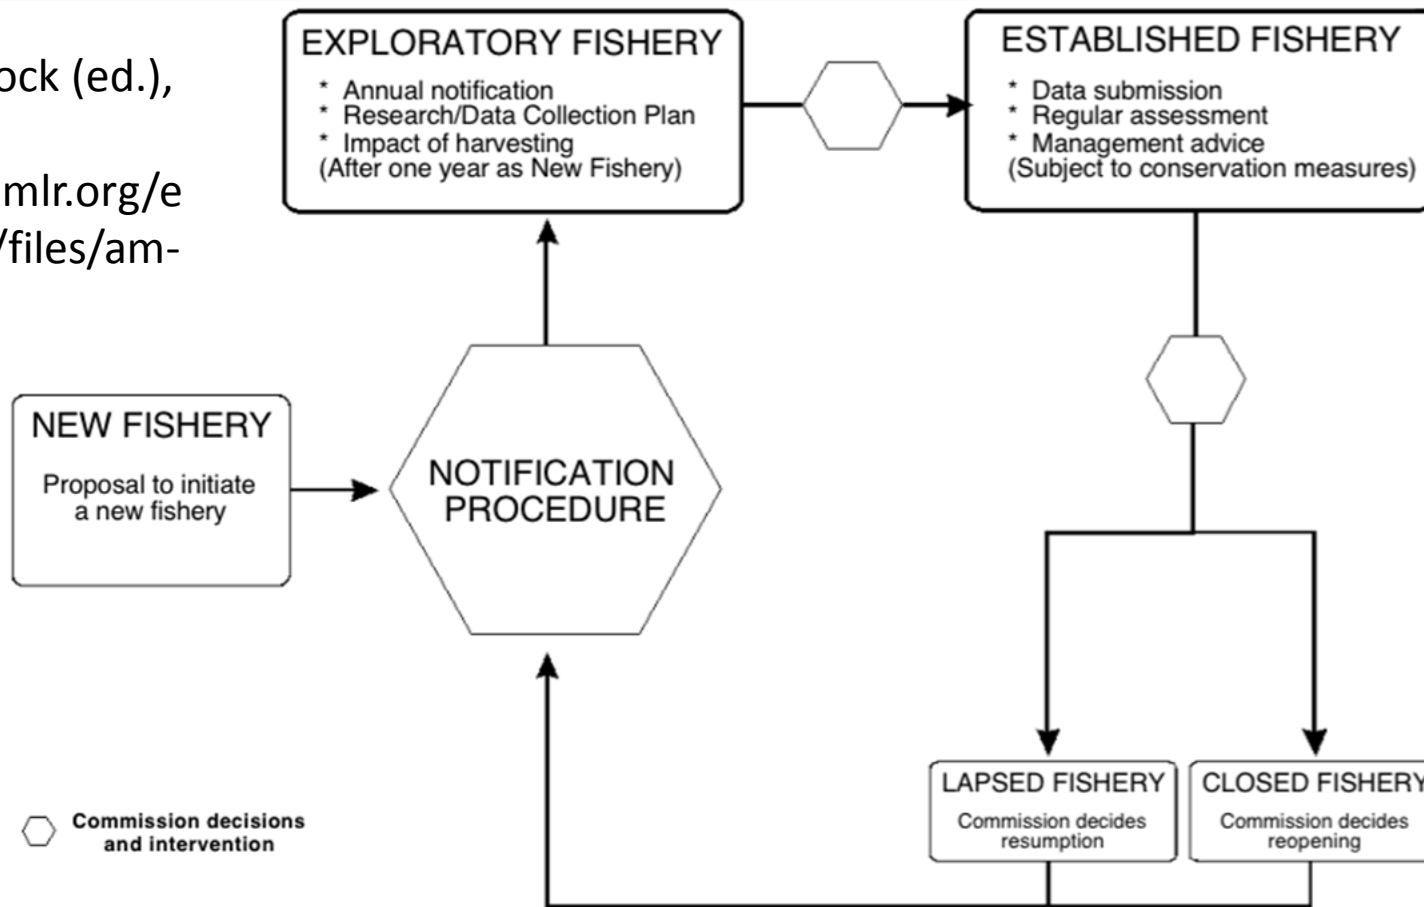 ock (ed.),
mlr.org/e
/files/am-
EXPLORATORY FISHERY
* Annual notification
* Research/Data Collection Plan
* Impact of harvesting
(After one year as New Fishery)
ESTABLISHED FISHERY
* Data submission
* Regular assessment
* Management advice
(Subject to conservation measures)
NEW FISHERY
Proposal to initiate
a new fishery
NOTIFICATION
PROCEDURE
LAPSED FISHERY
Commission decides
resumption
CLOSED FISHERY
Commission decides
reopening
Commission decisions
and intervention